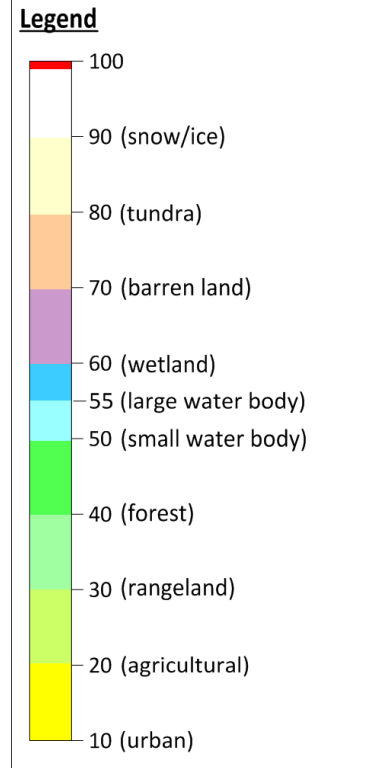 Legend
100
90 (snow/ice)
80 (tundra)
70 (barren land)
60 (wetland)
55 (large water body)
50 (small water body)
40 (forest)
30 (rangeland)
20 (agricultural)
10 (urban)